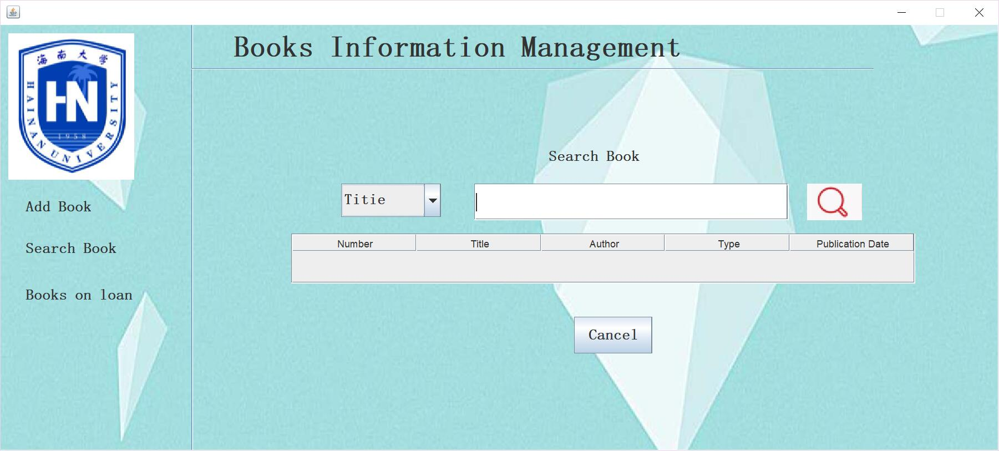 Books Information Management
海南大学
HAINAN UNIVERSITY
HN
1958
Add Book
Search Book
Books on loan
Search Book
Titie
Number Title Author Type Publication Date
Cancel